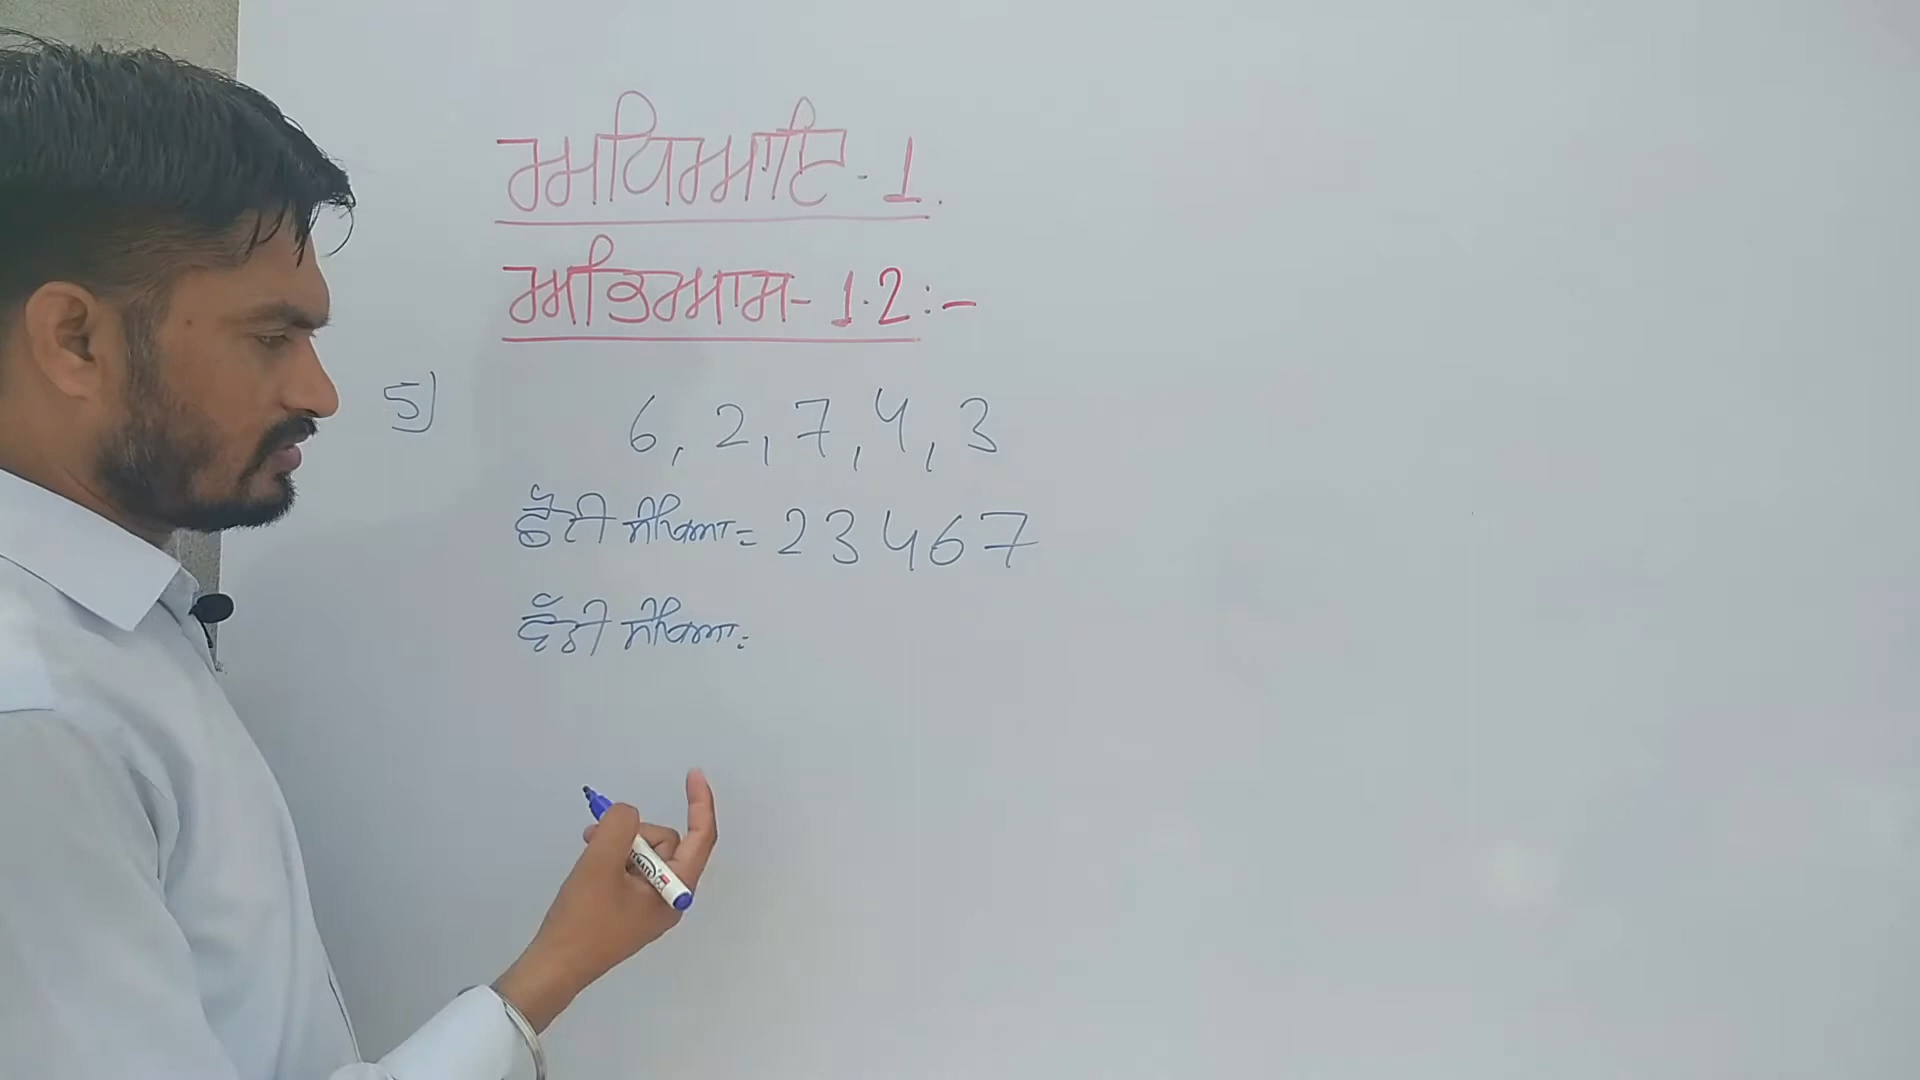 ਅਧਿਆਇ-1.
ਅਭਿਆਸ-1.2:-
5) 6, 2, 7, 4, 3
ਛੋਟੀ ਸੰਖਿਆ = 23467
ਵੱਡੀ ਸੰਖਿਆ =